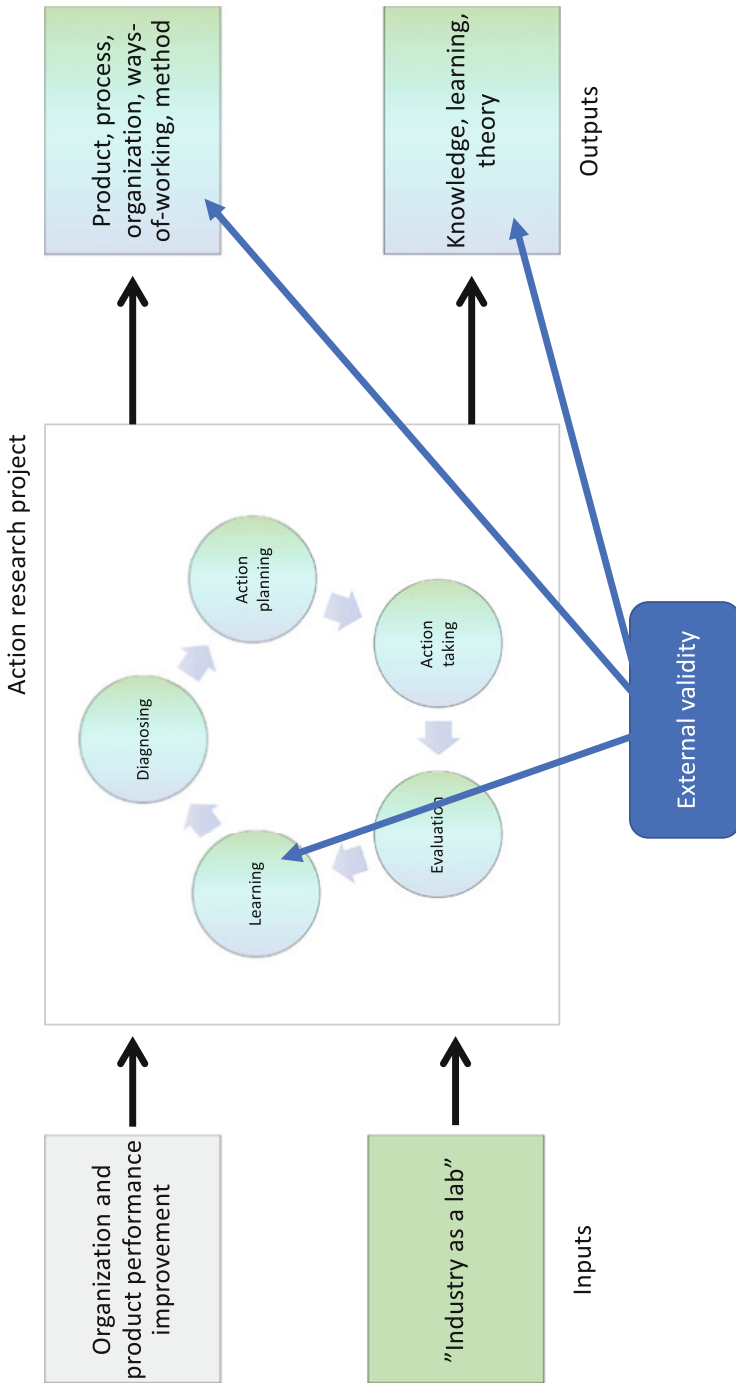 Action research project
Organization and
product performance
improvement
"Industry as a lab"
Inputs
Diagnosing
Action
planning
Action
taking
Evaluation
Learning
Product, process,
organization, ways-
of-working, method
Knowledge, learning,
theory
Outputs
External validity